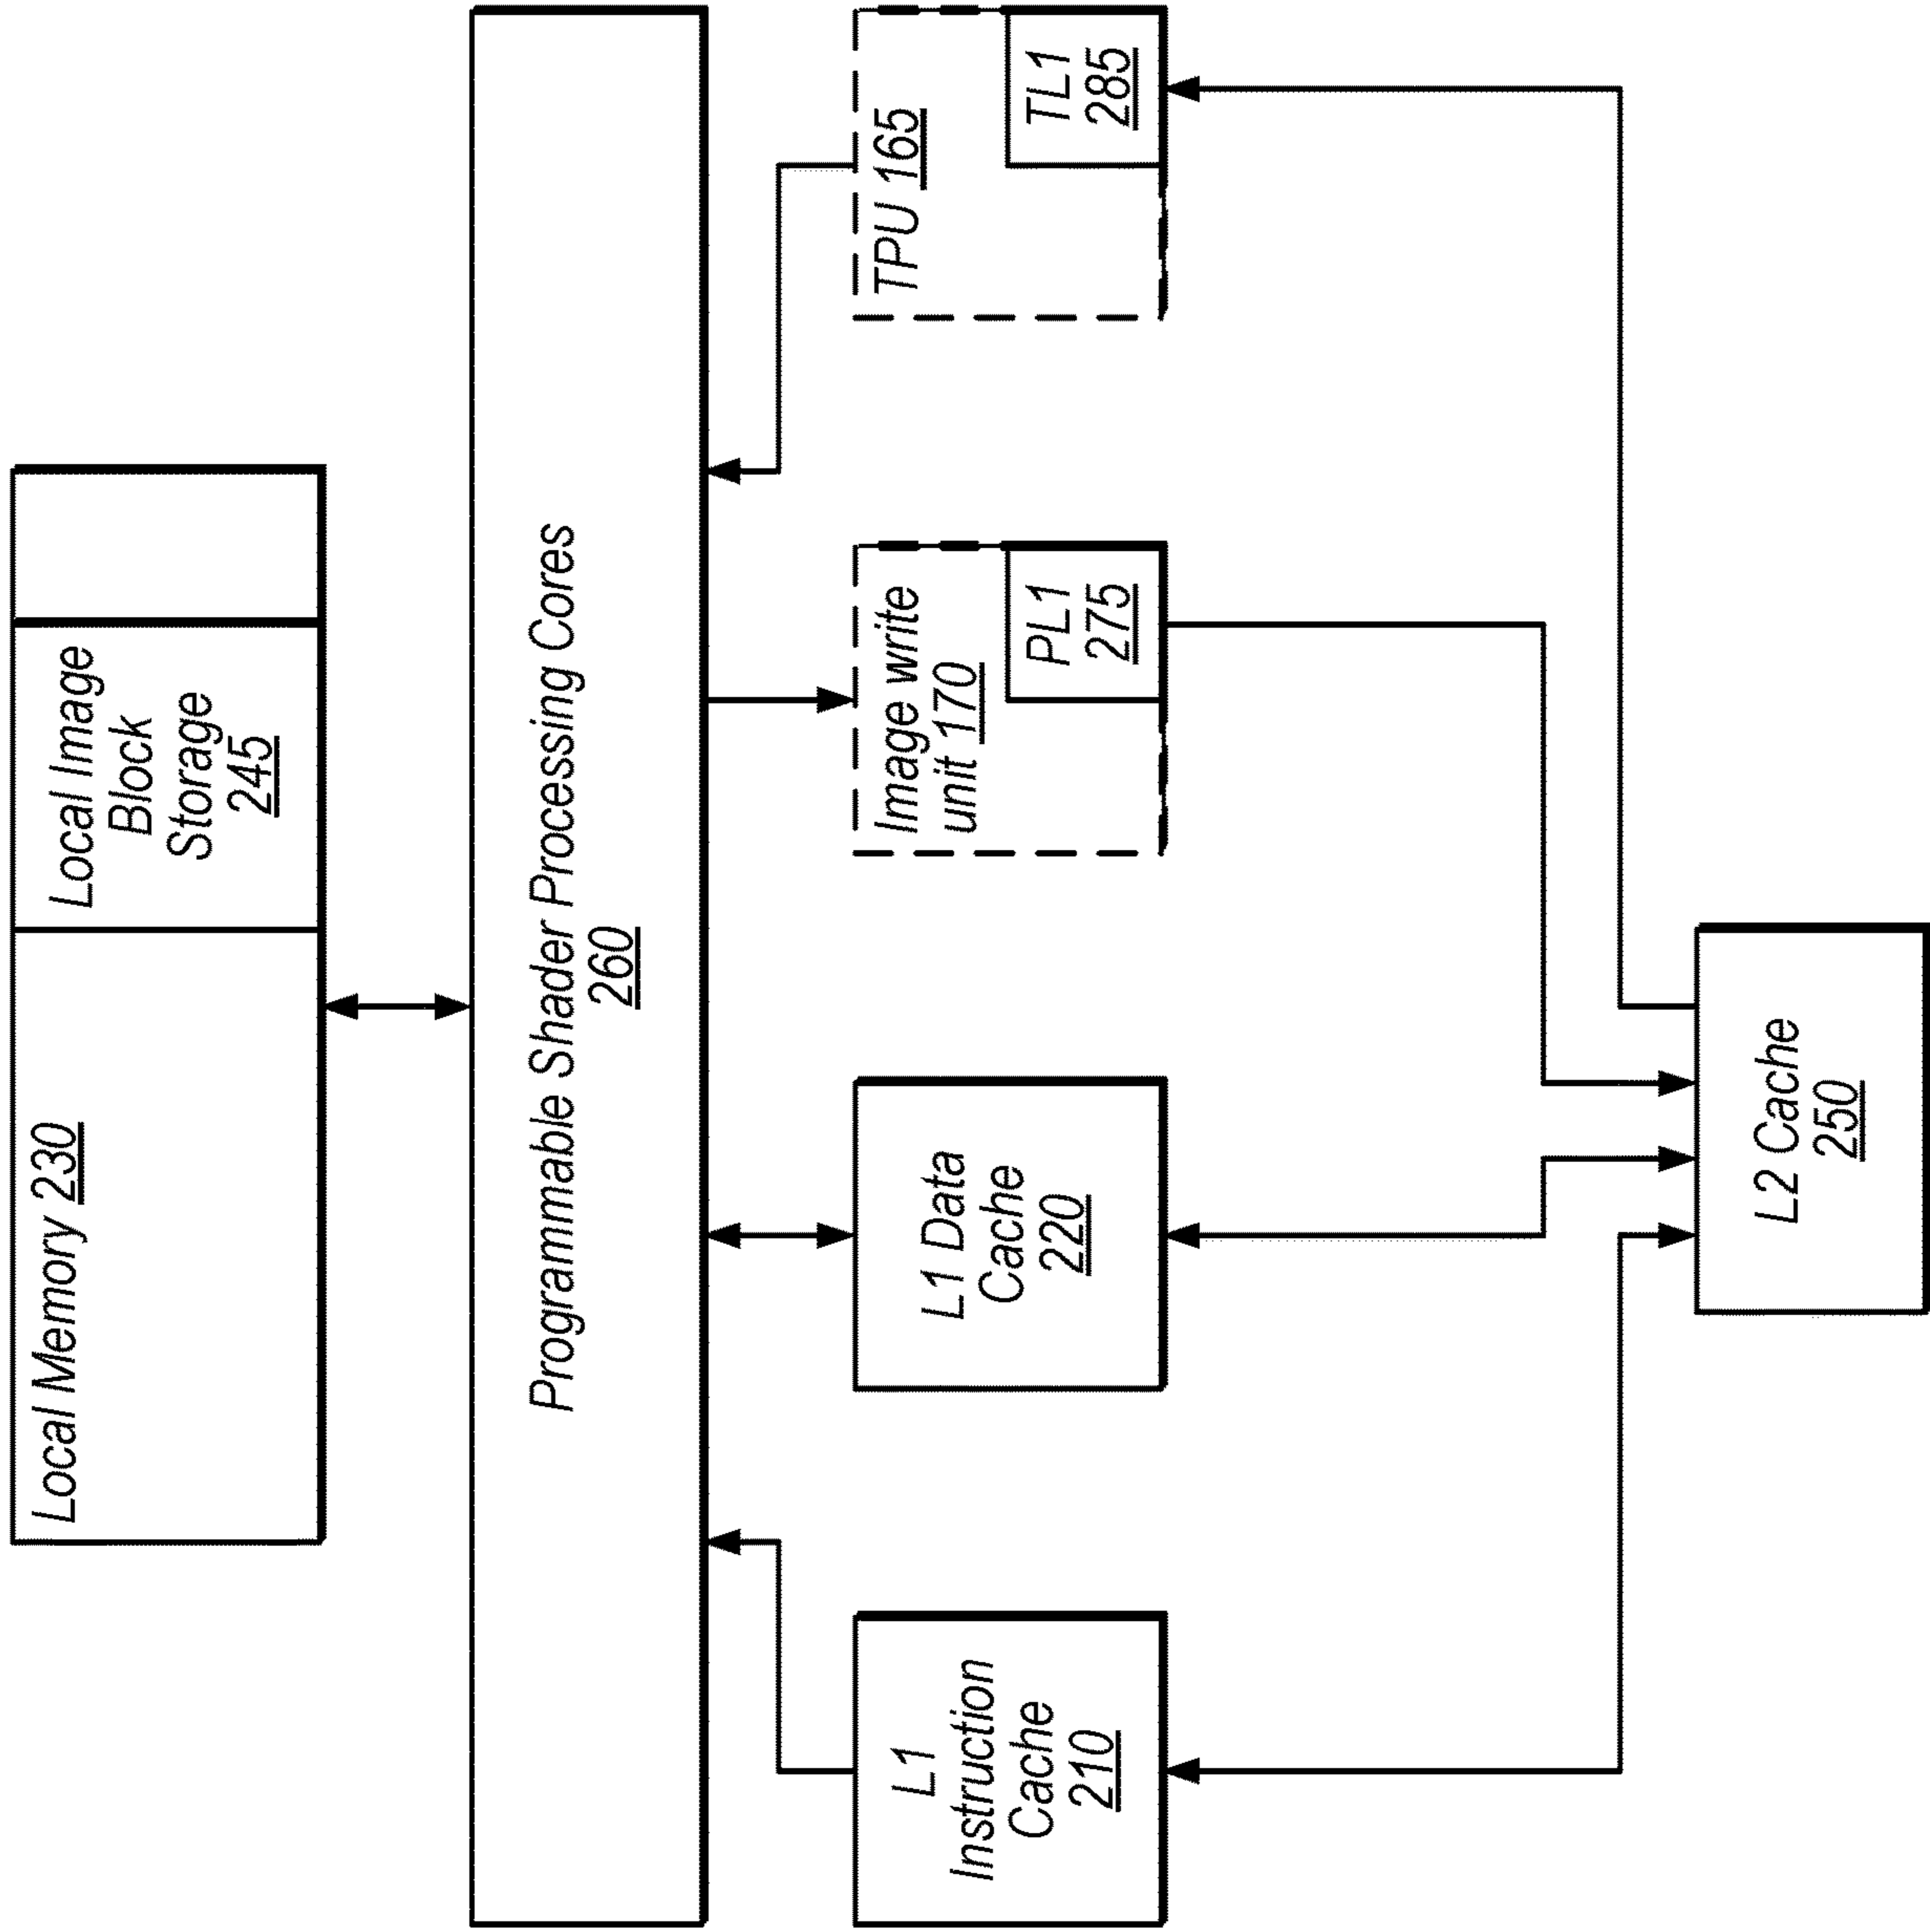 Local Memory 230
Local Image
Block
Storage
245
Programmable Shader Processing Cores
260
L1
Instruction
Cache
210
L1 Data
Cache
220
Image write
unit 170
PL1
275
TPU 165
TL1
285
L2 Cache
250